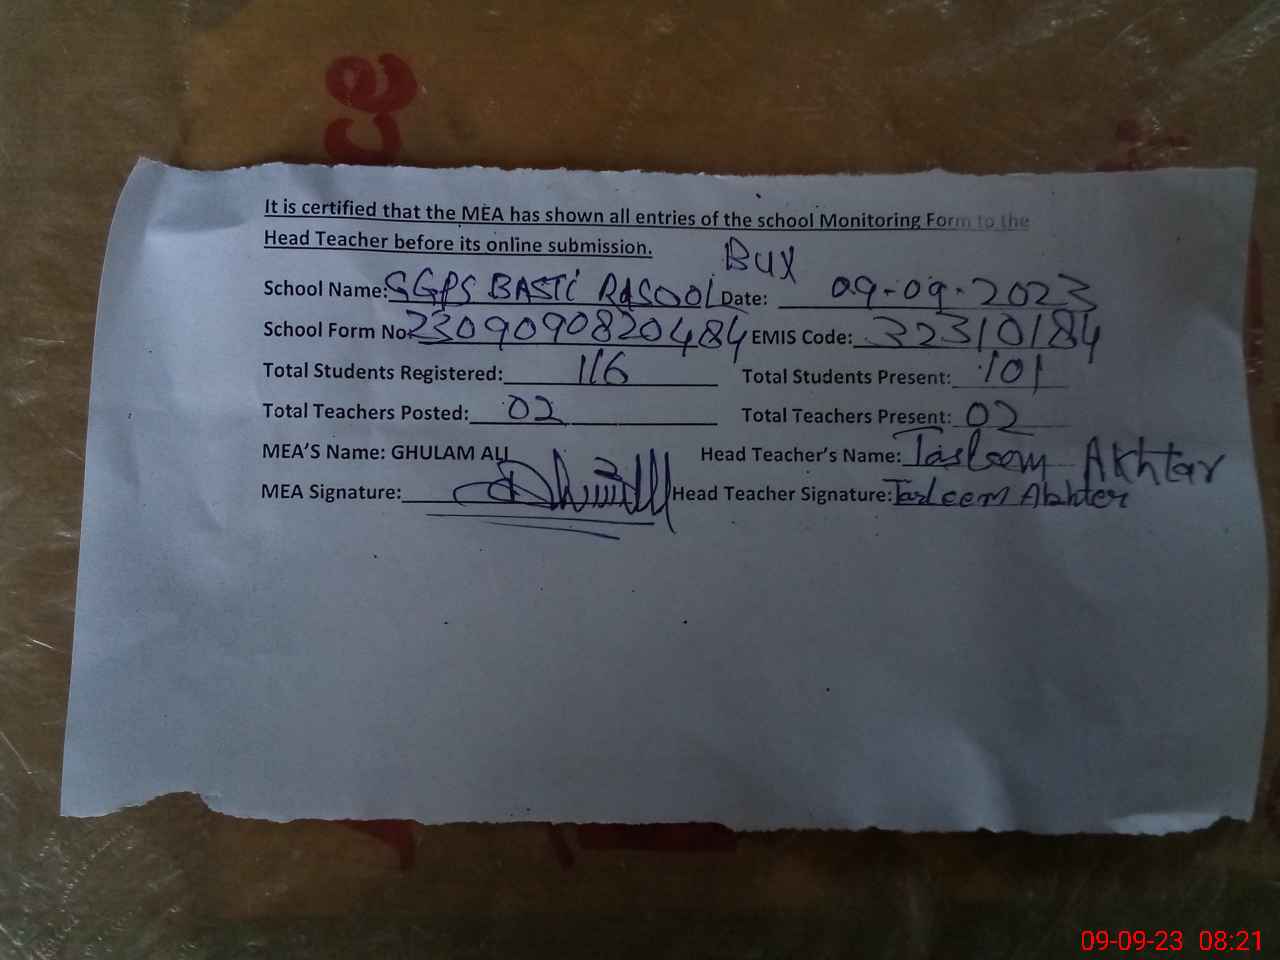 ce
It is certified that the MEA has shown all entries of the school Monitoring Form to the
Head Teacher before its online submission.
School Name: GGPS BASTI RASOOL BUX Date: 09-09-2023
School Form No: 2309090820484 EMIS Code: 32310184
Total Students Registered: 116 Total Students Present: 101
Total Teachers Posted: 02 Total Teachers Present: 02
MEA'S Name: GHULAM ALI Head Teacher's Name: Tasleem Akhtar
MEA Signature: Head Teacher Signature: Tasleem Akhter
09-09-23 08:21